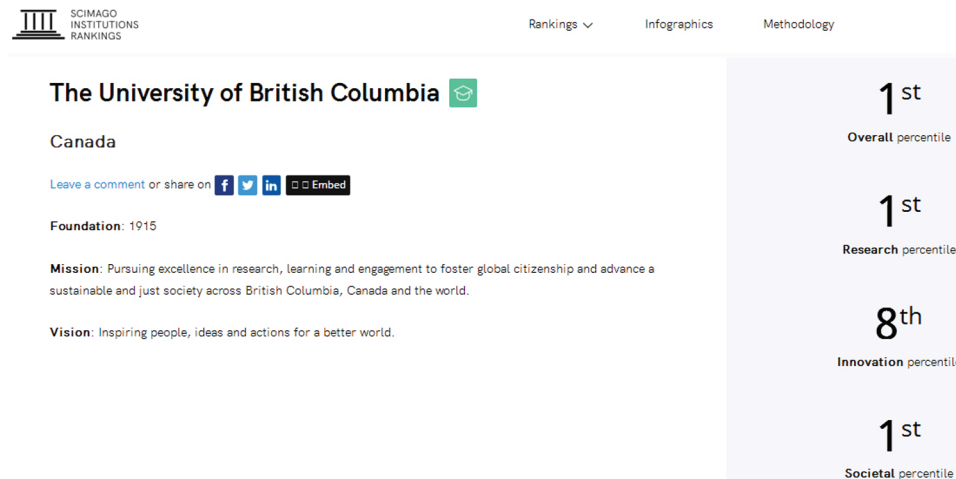 SCIMAGO
INSTITUTIONS
RANKINGS
Rankings
Infographics
Methodology
The University of British Columbia
Canada
Leave a comment or share on f in Embed
Foundation: 1915
Mission: Pursuing excellence in research, learning and engagement to foster global citizenship and advance a
sustainable and just society across British Columbia, Canada and the world.
Vision: Inspiring people, ideas and actions for a better world.
1st
Overall percentile
1st
Research percentile
8th
Innovation percentil
1st
Societal percentile